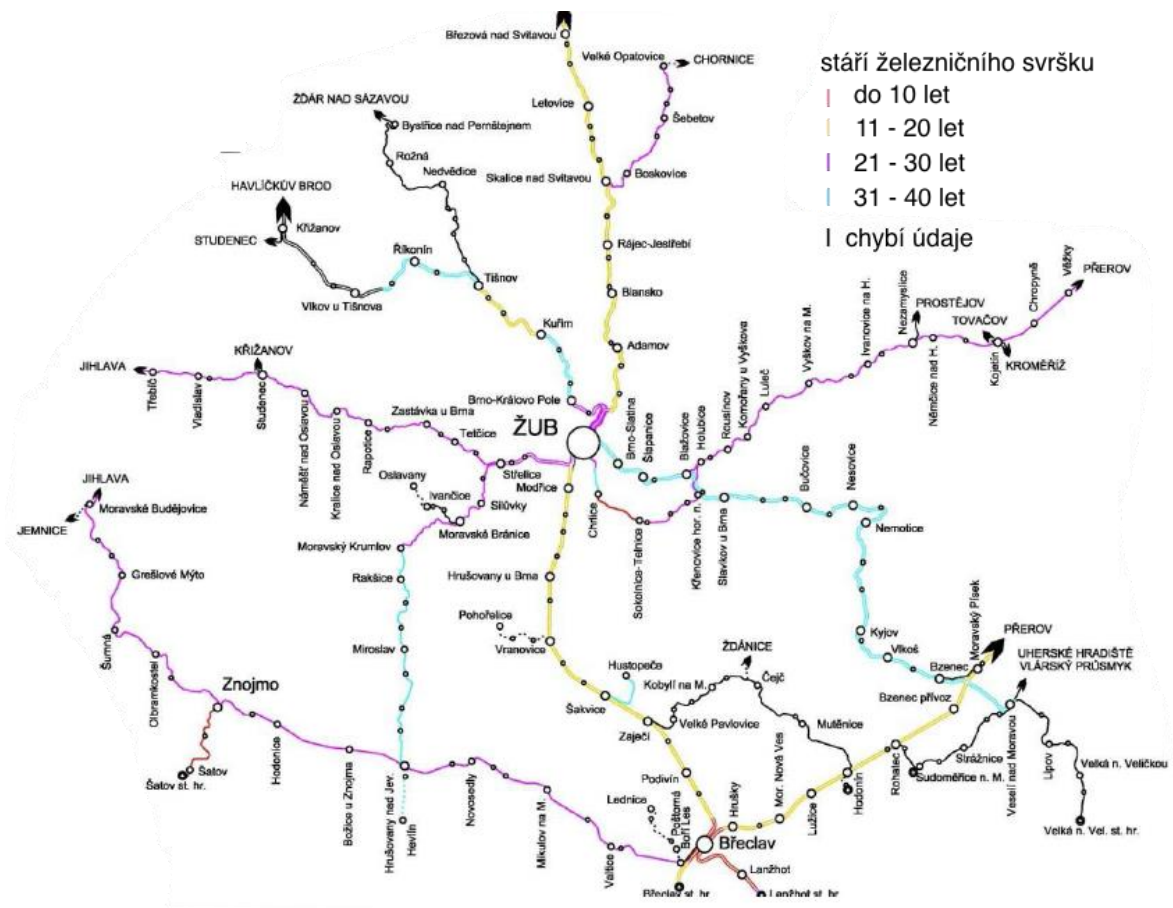 Březová nad Svitavou
Velké Opatovice
CHORNICE
stáří železničního svršku
do 10 let
11 - 20 let
21 - 30 let
31 - 40 let
I chybí údaje
ŽĎÁR NAD SÁZAVOU
Bystřice nad Pernštejnem
Letovice
Šebetov
Rožná
Nedvědice
Skalice nad Svitavou
Boskovice
HAVLÍČKŮV BROD
Křižanov
STUDENEC
Říkonín
Tišnov
Rájec-Jestřebí
Vlkov u Tišnova
Blansko
Kuřim
Adamov
Vyškov na M.
Ivanovice na H.
Nezamyslice
PROSTĚJOV
TOVAČOV
Chropyně
Věžky
PŘEROV
Němčice nad H.
Kojetín
KROMĚŘÍŽ
JIHLAVA
KŘIŽANOV
Třebíč
Vladislav
Studenec
Náměšť nad Oslavou
Kralice nad Oslavou
Rapotice
Zastávka u Brna
Tetčice
Brno-Královo Pole
ŽUB
Brno-Slatina
Šlapanice
Blažovice
Holubice
Rousínov
Komořany u Vyškova
Luleč
Střelice
Modřice
Oslavany
Ivančice
Silůvky
Moravské Bránice
Chrlice
Sokolnice-Telnice
Křenovice hor. n.
Slavkov u Brna
Bučovice
Nesovice
Nemotice
JIHLAVA
Moravské Budějovice
JEMNICE
Moravský Krumlov
Rakšice
Grešlové Mýto
Hrušovany u Brna
Pohořelice
Vranovice
Šumná
Olbramkostel
Miroslav
Znojmo
Hustopeče
Šakvice
ŽDÁNICE
Kobylí na M.
Čejč
Kyjov
Vlkoš
Bzenec
Moravský Písek
PŘEROV
UHERSKÉ HRADIŠTĚ
VLÁRSKÝ PRŮSMYK
Bzenec přívoz
Zaječí
Velké Pavlovice
Mutěnice
Šatov
Šatov st. hr.
Hodonice
Božice u Znojma
Hrušovany nad Jev.
Hevlín
Novosedly
Mikulov na M.
Valtice
Podivín
Lednice
Poštorná
Boří Les
Hrušky
Mor. Nová Ves
Lužice
Hodonín
Rohatec
Sudoměřice n. M.
Strážnice
Veselí nad Moravou
Lipov
Velká n. Veličkou
Velká n. Vel. st. hr.
Břeclav
Lanžhot
Břeclav st. hr.
Lanžhot st. hr.